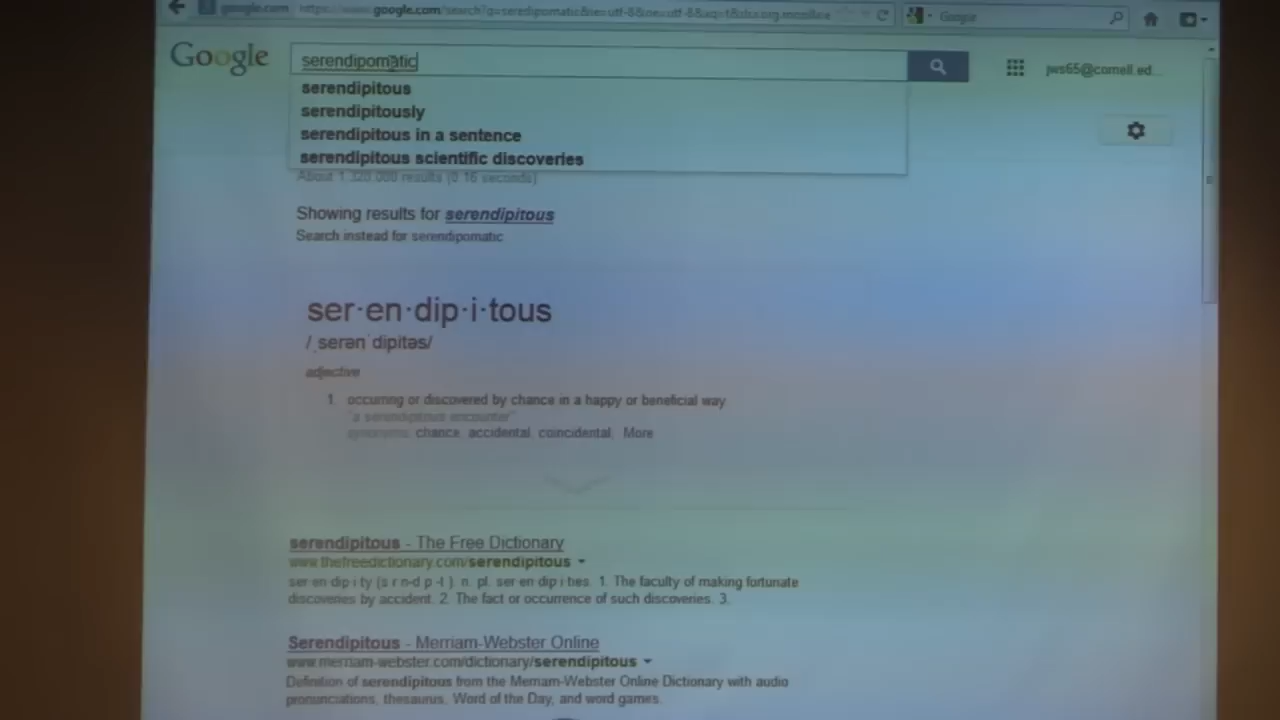 google.com https://www.google.com/search?q=seredipomatic&ie=utf-8&oe=utf-8&aq=t&rls=org.mozilla
Google
Google serendipomatic
jws65@cornell.ed...
serendipitous
serendipitously
serendipitous in a sentence
serendipitous scientific discoveries
About 1,320,000 results (0.16 seconds)
Showing results for serendipitous
Search instead for serendipomatic
ser·en·dip·i·tous
/ˌserənˈdipitəs/
adjective
1. occurring or discovered by chance in a happy or beneficial way
"a serendipitous encounter"
synonyms: chance, accidental, coincidental; More
serendipitous - The Free Dictionary
www.thefreedictionary.com/serendipitous
ser·en·dip·i·ty (s r n-d p -t ) n. pl. ser·en·dip·i·ties. 1. The faculty of making fortunate
discoveries by accident. 2. The fact or occurrence of such discoveries. 3.
Serendipitous - Merriam-Webster Online
www.merriam-webster.com/dictionary/serendipitous
Definition of serendipitous from the Merriam-Webster Online Dictionary with audio
pronunciations, thesaurus, Word of the Day, and word games.